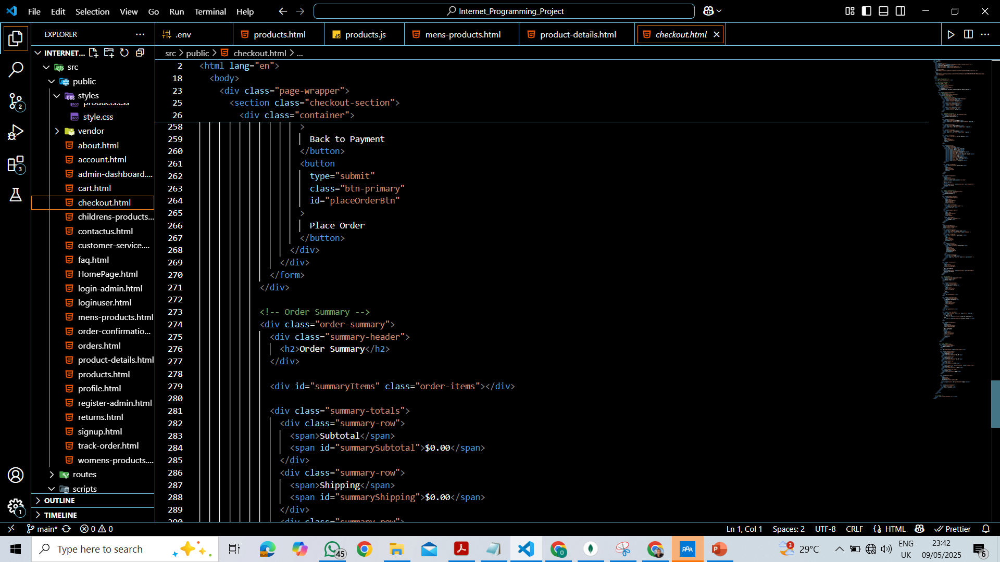 File Edit Selection View Go Run Terminal Help
Internet_Programming_Project
EXPLORER
.env
products.html
products.js
mens-products.html
product-details.html
checkout.html
INTERNET...
src > public > checkout.html > ...
src
public
styles
products.css
style.css
vendor
about.html
account.html
admin-dashboard....
cart.html
checkout.html
childrens-products...
contactus.html
customer-service....
faq.html
HomePage.html
login-admin.html
loginuser.html
mens-products.html
order-confirmatio...
orders.html
product-details.html
products.html
profile.html
register-admin.html
returns.html
signup.html
track-order.html
womens-products....
routes
scripts
OUTLINE
TIMELINE
2
3
1
2 <html lang="en">
18 <body>
23 <div class="page-wrapper">
25 <section class="checkout-section">
26 <div class="container">
258 >
259 Back to Payment
260 </button>
261 <button
262 type="submit"
263 class="btn-primary"
264 id="placeOrderBtn"
265 >
266 Place Order
267 </button>
268 </div>
269 </div>
270 </form>
271 </div>
272
273 <!-- Order Summary -->
274 <div class="order-summary">
275 <div class="summary-header">
276 <h2>Order Summary</h2>
277 </div>
278
279 <div id="summaryItems" class="order-items"></div>
280
281 <div class="summary-totals">
282 <div class="summary-row">
283 <span>Subtotal</span>
284 <span id="summarySubtotal">$0.00</span>
285 </div>
286 <div class="summary-row">
287 <span>Shipping</span>
288 <span id="summaryShipping">$0.00</span>
289 </div>
290 <div class="summary-row">
main* 0 0
Ln 1, Col 1 Spaces: 2 UTF-8 CRLF HTML Prettier
Type here to search
45
3
29°C
ENG
UK
23:42
09/05/2025
6